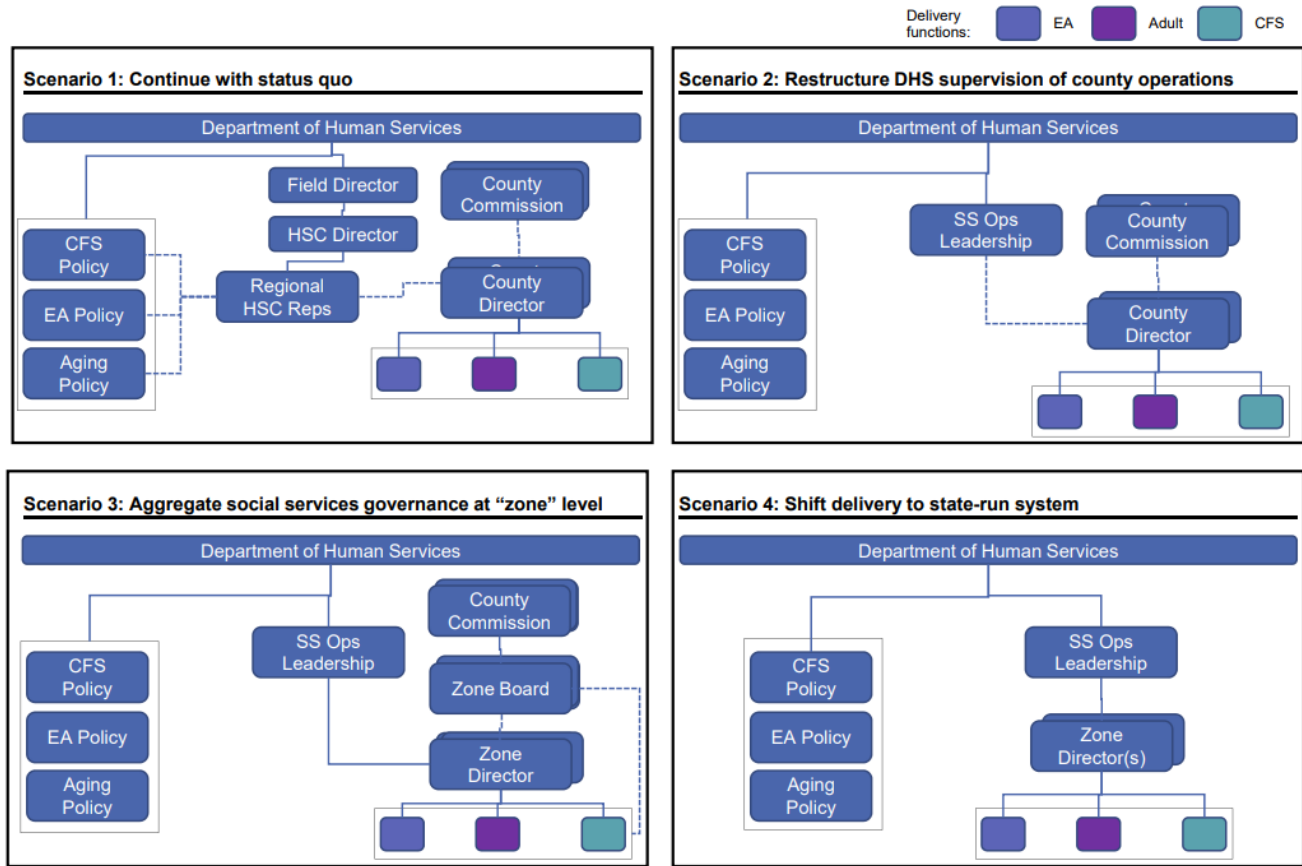 Delivery
functions:
EA
Adult
CFS
Scenario 1: Continue with status quo
Department of Human Services
Field Director
County
Commission
HSC Director
CFS
Policy
Regional
HSC Reps
County
Director
EA Policy
Aging
Policy
Scenario 2: Restructure DHS supervision of county operations
Department of Human Services
SS Ops
Leadership
County
Commission
CFS
Policy
EA Policy
County
Director
Aging
Policy
Scenario 3: Aggregate social services governance at “zone” level
Department of Human Services
County
Commission
SS Ops
Leadership
CFS
Policy
Zone Board
EA Policy
Zone
Director
Aging
Policy
Scenario 4: Shift delivery to state-run system
Department of Human Services
SS Ops
Leadership
CFS
Policy
EA Policy
Zone
Director(s)
Aging
Policy